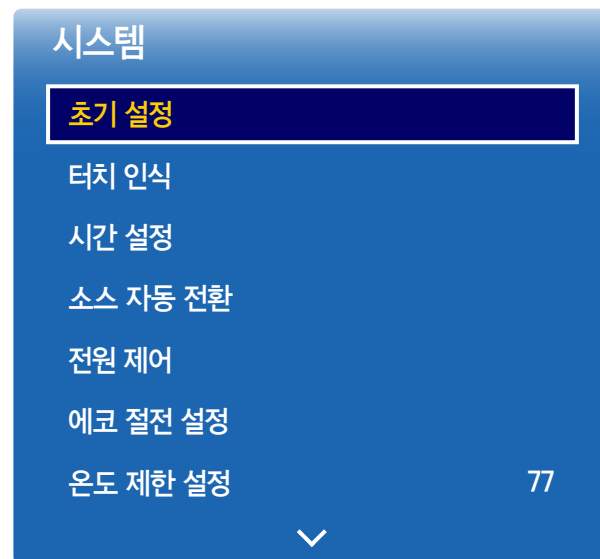 시스템
초기 설정
터치 인식
시간 설정
소스 자동 전환
전원 제어
에코 절전 설정
온도 제한 설정 77